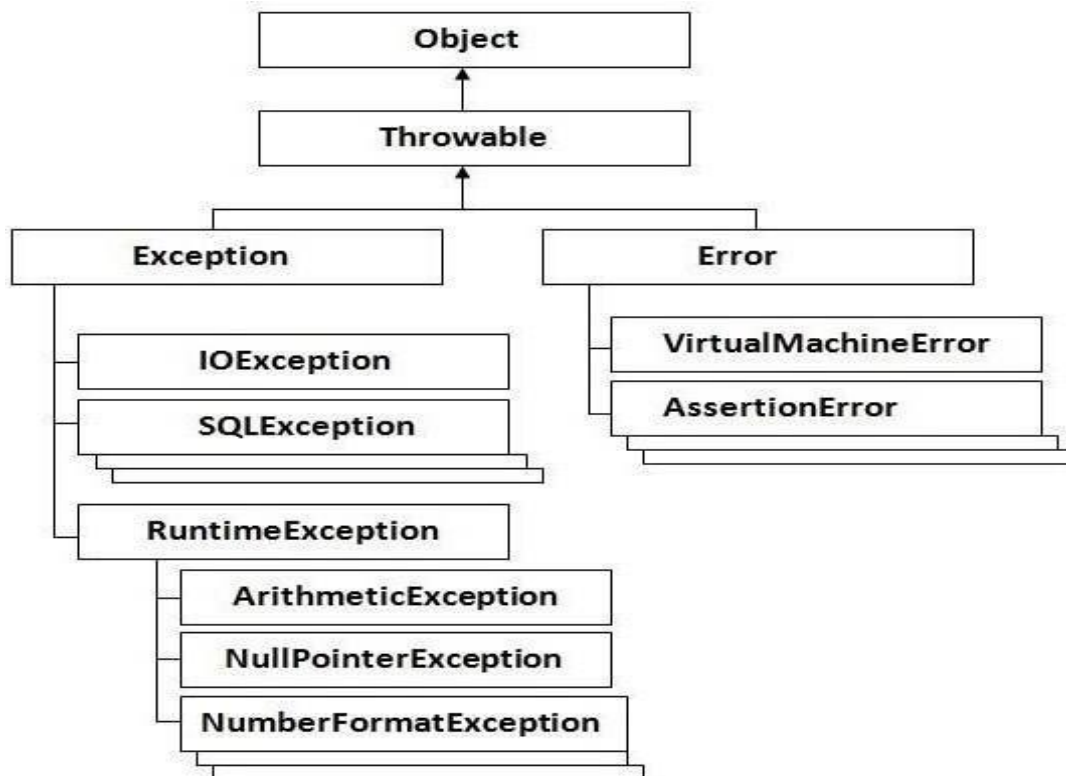 Object
Throwable
Exception
Error
IOException
VirtualMachineError
SQLException
AssertionError
RuntimeException
ArithmeticException
NullPointerException
NumberFormatException